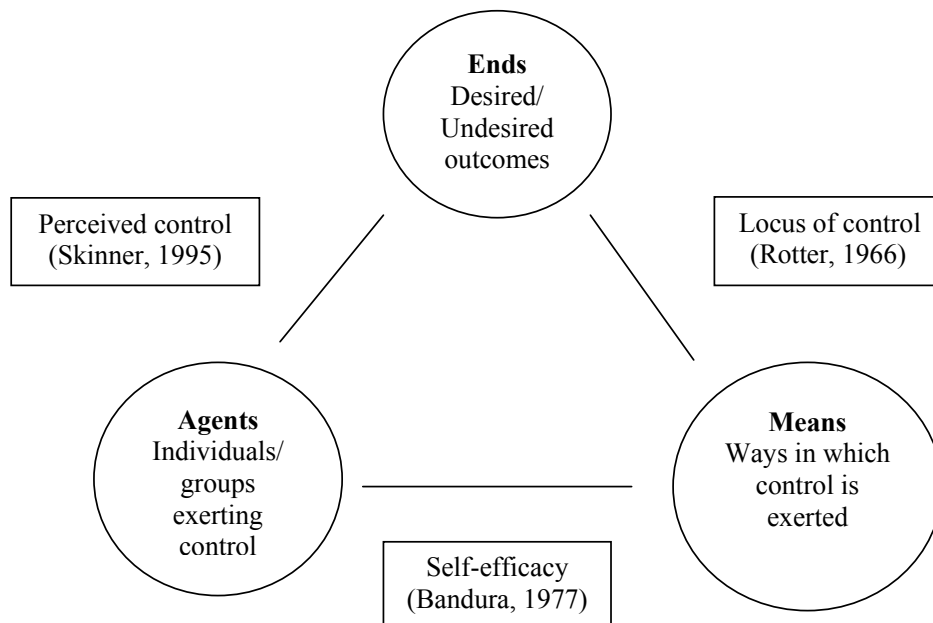 Ends
Desired/
Undesired
outcomes
Perceived control
(Skinner, 1995)
Locus of control
(Rotter, 1966)
Agents
Individuals/
groups
exerting
control
Means
Ways in which
control is
exerted
Self-efficacy
(Bandura, 1977)